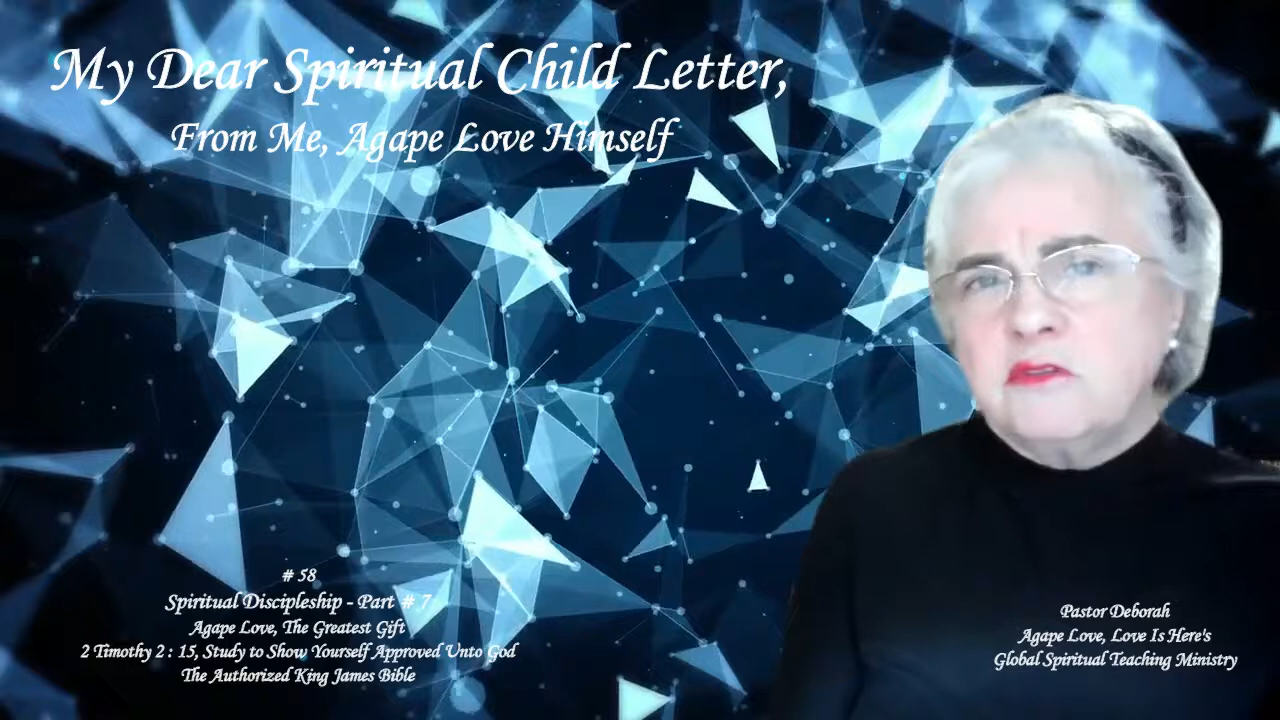 My Dear Spiritual Child Letter,
From Me, Agape Love Himself
# 58
Spiritual Discipleship - Part # 7
Agape Love, The Greatest Gift
2 Timothy 2 : 15, Study to Show Yourself Approved Unto God
The Authorized King James Bible
Pastor Deborah
Agape Love, Love Is Here's
Global Spiritual Teaching Ministry